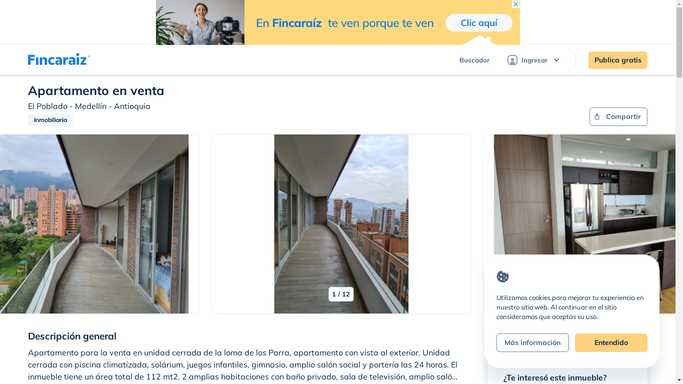 En Fincaraíz te ven porque te ven
Clic aquí
Fincaraíz
Buscador
Ingresar
Publica gratis
Apartamento en venta
El Poblado - Medellín - Antioquia
Inmobiliaria
Compartir
1 / 12
Utilizamos cookies para mejorar tu experiencia en
nuestro sitio web. Al continuar en el sitio
consideramos que aceptas su uso.
Más información
Entendido
Descripción general
Apartamento para la venta en unidad cerrada de la loma de los Parra, apartamento con vista al exterior. Unidad
cerrada con piscina climatizada, solárium, juegos infantiles, gimnasio, amplio salón social y portería las 24 horas. El
inmueble tiene un área total de 112 mt2, 2 amplias habitaciones con baño privado, sala de televisión, amplio saló...
¿Te interesó este inmueble?